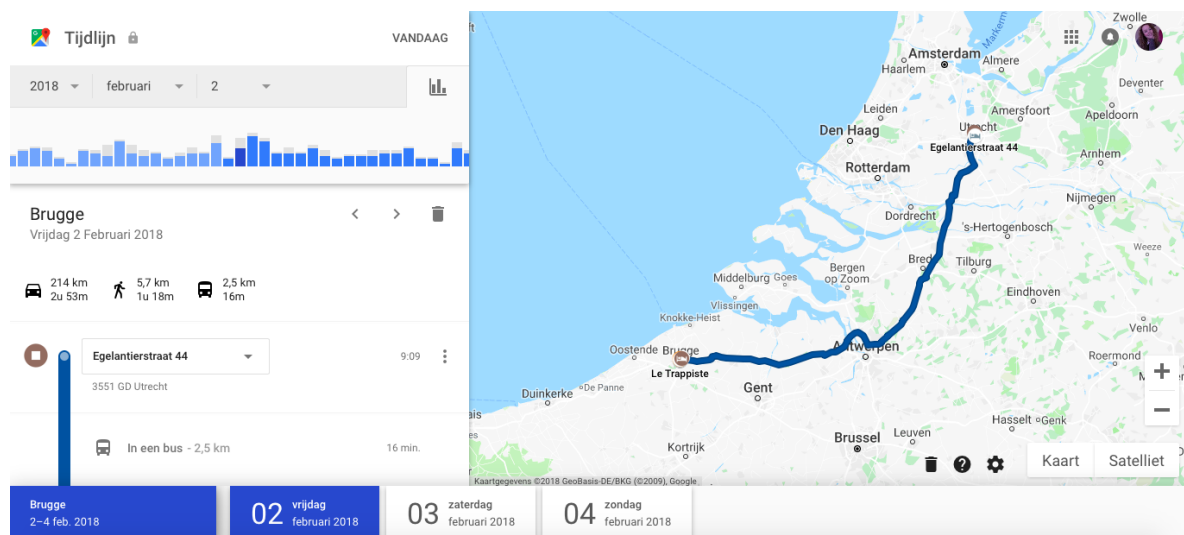 Tijdlijn
VANDAAG
2018
februari
2
Brugge
Vrijdag 2 Februari 2018
214 km
2u 53m
5,7 km
1u 18m
2,5 km
16m
Egelantierstraat 44
9:09
3551 GD Utrecht
In een bus - 2,5 km
16 min.
Brugge
2–4 feb. 2018
02
vrijdag
februari 2018
03
zaterdag
februari 2018
04
zondag
februari 2018
Zwolle
Amsterdam
Almere
Haarlem
Deventer
Leiden
Amersfoort
Apeldoorn
Den Haag
Utrecht
Egelantierstraat 44
Arnhem
Rotterdam
Nijmegen
Dordrecht
's-Hertogenbosch
Weeze
Bred
Tilburg
Bergen
op Zoom
Middelburg
Goes
Eindhoven
Vlissingen
Knokke-Heist
Venlo
Oostende
Brugge
Antwerpen
Roermond
Le Trappiste
Duinkerke
De Panne
Gent
Hasselt
Genk
Brussel
Leuven
Kortrijk
Kaart
Satelliet
Kaartgegevens ©2018 GeoBasis-DE/BKG (©2009), Google